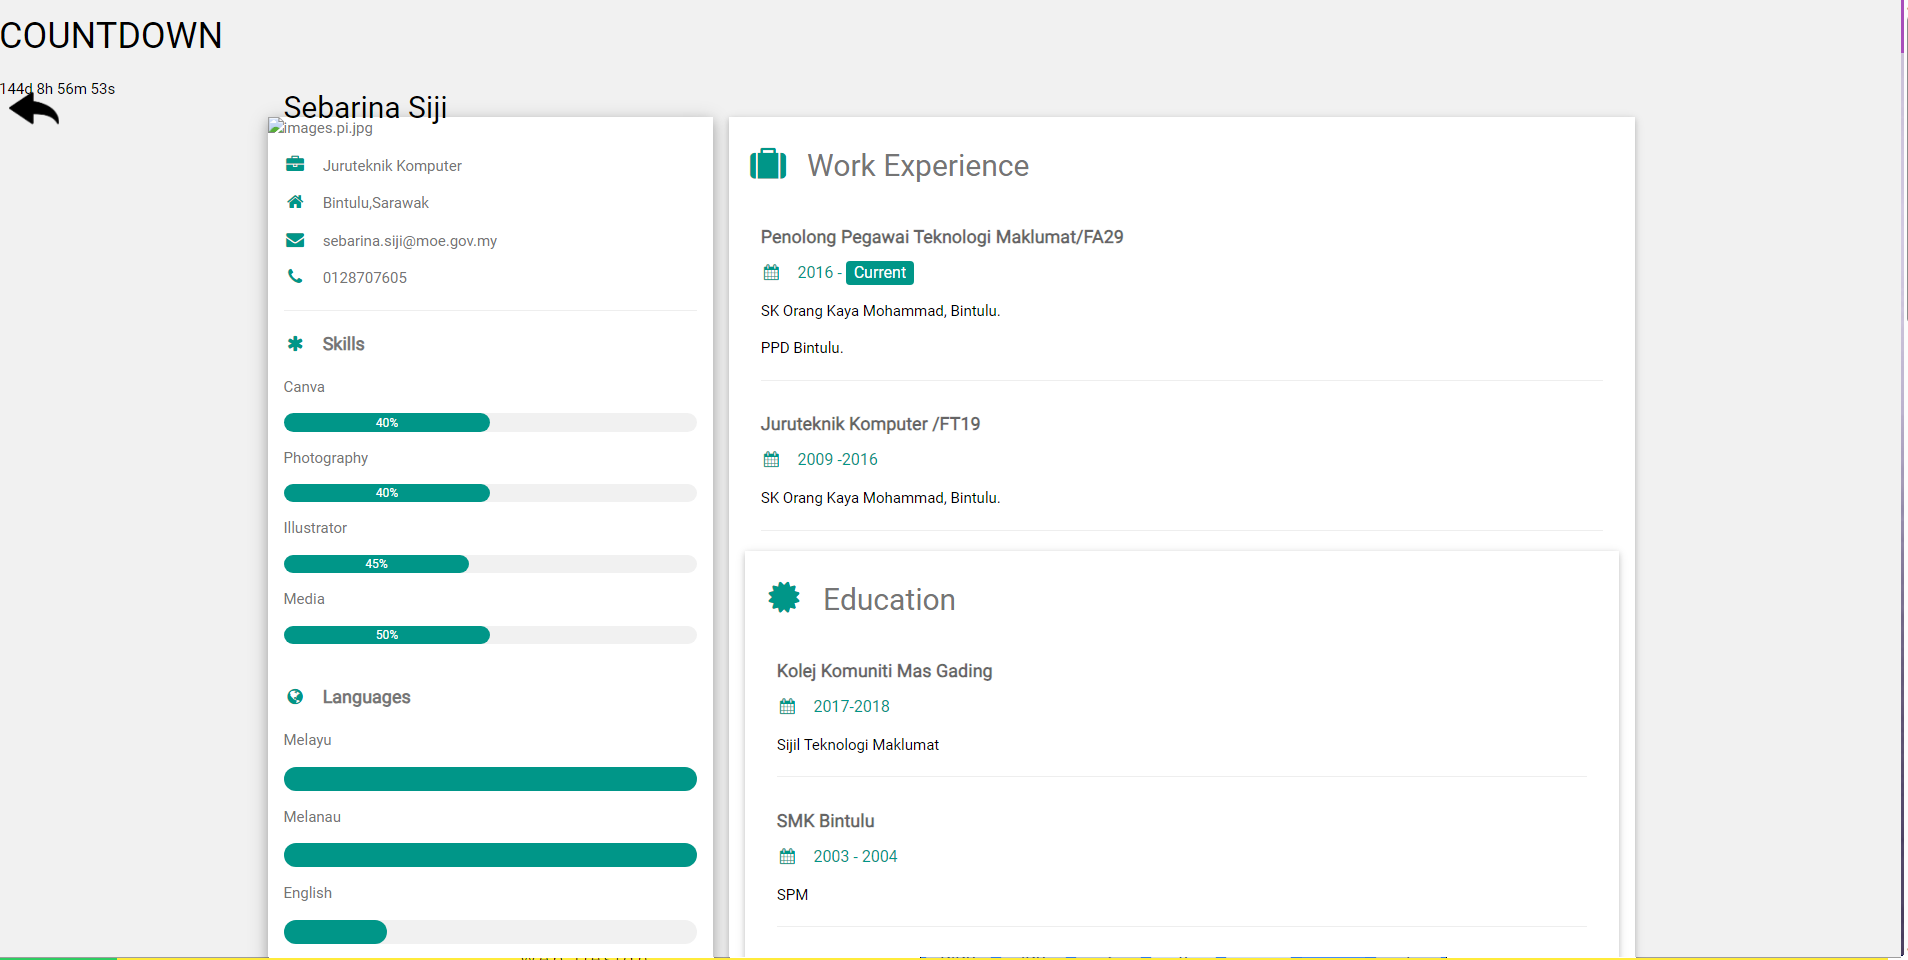 COUNTDOWN
144d 8h 56m 53s
Sebarina Siji
images.pi.jpg
Juruteknik Komputer
Bintulu,Sarawak
sebarina.siji@moe.gov.my
0128707605
Skills
Canva
40%
Photography
40%
Illustrator
45%
Media
50%
Languages
Melayu
Melanau
English
Work Experience
Penolong Pegawai Teknologi Maklumat/FA29
2016 - Current
SK Orang Kaya Mohammad, Bintulu.
PPD Bintulu.
Juruteknik Komputer /FT19
2009 -2016
SK Orang Kaya Mohammad, Bintulu.
Education
Kolej Komuniti Mas Gading
2017-2018
Sijil Teknologi Maklumat
SMK Bintulu
2003 - 2004
SPM